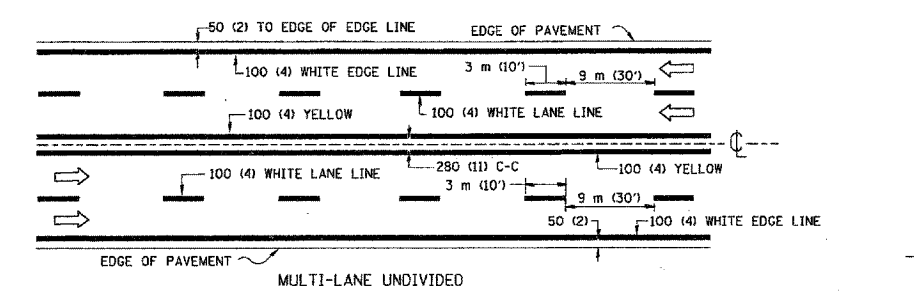 50 (2) TO EDGE OF EDGE LINE
EDGE OF PAVEMENT
100 (4) WHITE EDGE LINE
3 m (10')
9 m (30')
100 (4) YELLOW
100 (4) WHITE LANE LINE
℄
100 (4) WHITE LANE LINE
280 (11) C-C
100 (4) YELLOW
3 m (10')
9 m (30')
50 (2)
100 (4) WHITE EDGE LINE
EDGE OF PAVEMENT
MULTI-LANE UNDIVIDED